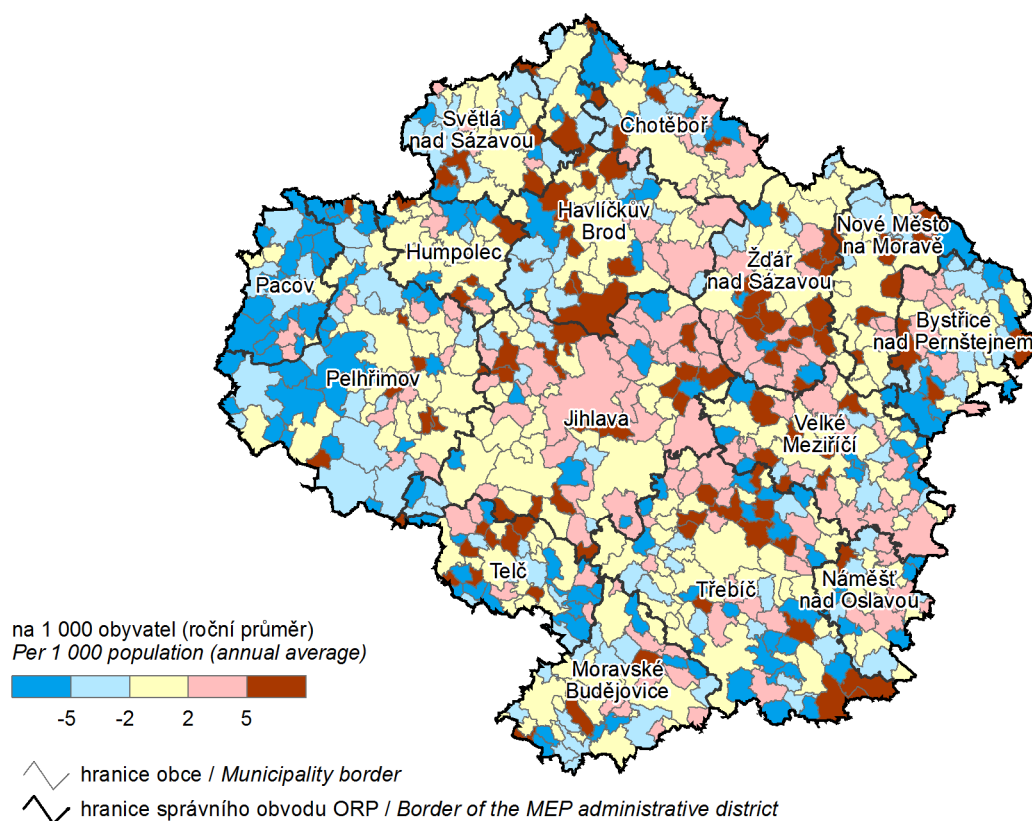 Světlá
nad Sázavou
Chotěboř
Havlíčkův
Brod
Humpolec
Nové Město
na Moravě
Žďár
nad Sázavou
Pacov
Bystřice
nad Pernštejnem
Pelhřimov
Jihlava
Velké
Meziříčí
Telč
Třebíč
Náměšť
nad Oslavou
Moravské
Budějovice
na 1 000 obyvatel (roční průměr)
Per 1 000 population (annual average)
-5 -2 2 5
hranice obce / Municipality border
hranice správního obvodu ORP / Border of the MEP administrative district